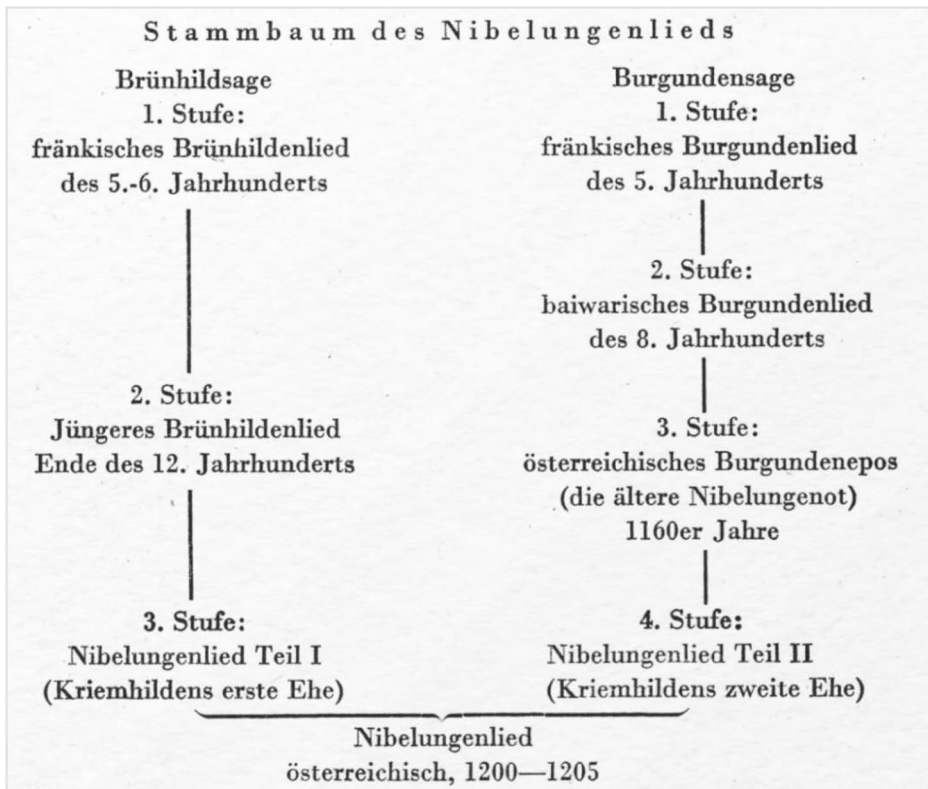 Stammbaum des Nibelungenlieds
Brünhildsage
1. Stufe:
fränkisches Brünhildenlied
des 5.-6. Jahrhunderts
2. Stufe:
Jüngeres Brünhildenlied
Ende des 12. Jahrhunderts
3. Stufe:
Nibelungenlied Teil I
(Kriemhildens erste Ehe)
Burgundensage
1. Stufe:
fränkisches Burgundenlied
des 5. Jahrhunderts
2. Stufe:
baiwarisches Burgundenlied
des 8. Jahrhunderts
3. Stufe:
österreichisches Burgundenepos
(die ältere Nibelungenot)
1160er Jahre
4. Stufe:
Nibelungenlied Teil II
(Kriemhildens zweite Ehe)
Nibelungenlied
österreichisch, 1200—1205